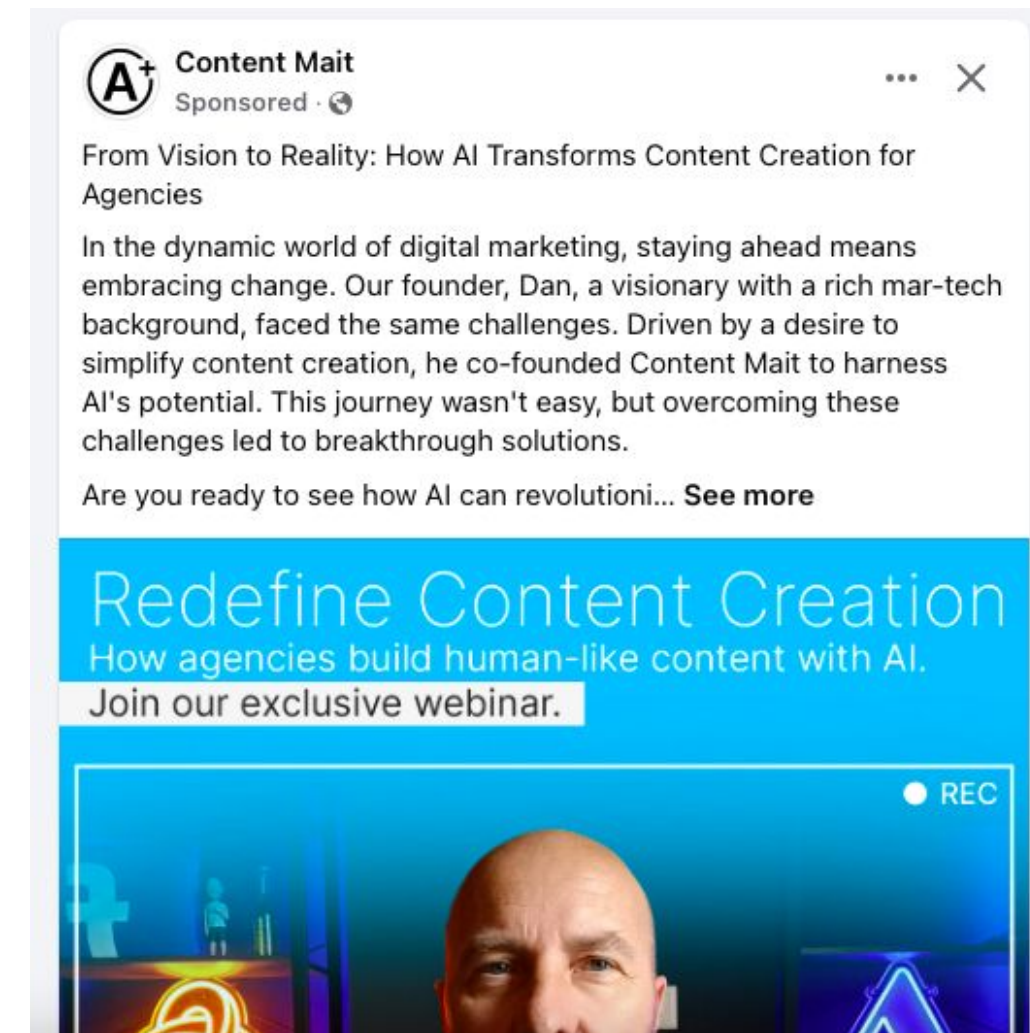 A+
Content Mait
Sponsored ·
From Vision to Reality: How AI Transforms Content Creation for
Agencies
In the dynamic world of digital marketing, staying ahead means
embracing change. Our founder, Dan, a visionary with a rich mar-tech
background, faced the same challenges. Driven by a desire to
simplify content creation, he co-founded Content Mait to harness
AI's potential. This journey wasn't easy, but overcoming these
challenges led to breakthrough solutions.
Are you ready to see how AI can revolutioni... See more
Redefine Content Creation
How agencies build human-like content with AI.
Join our exclusive webinar.
REC